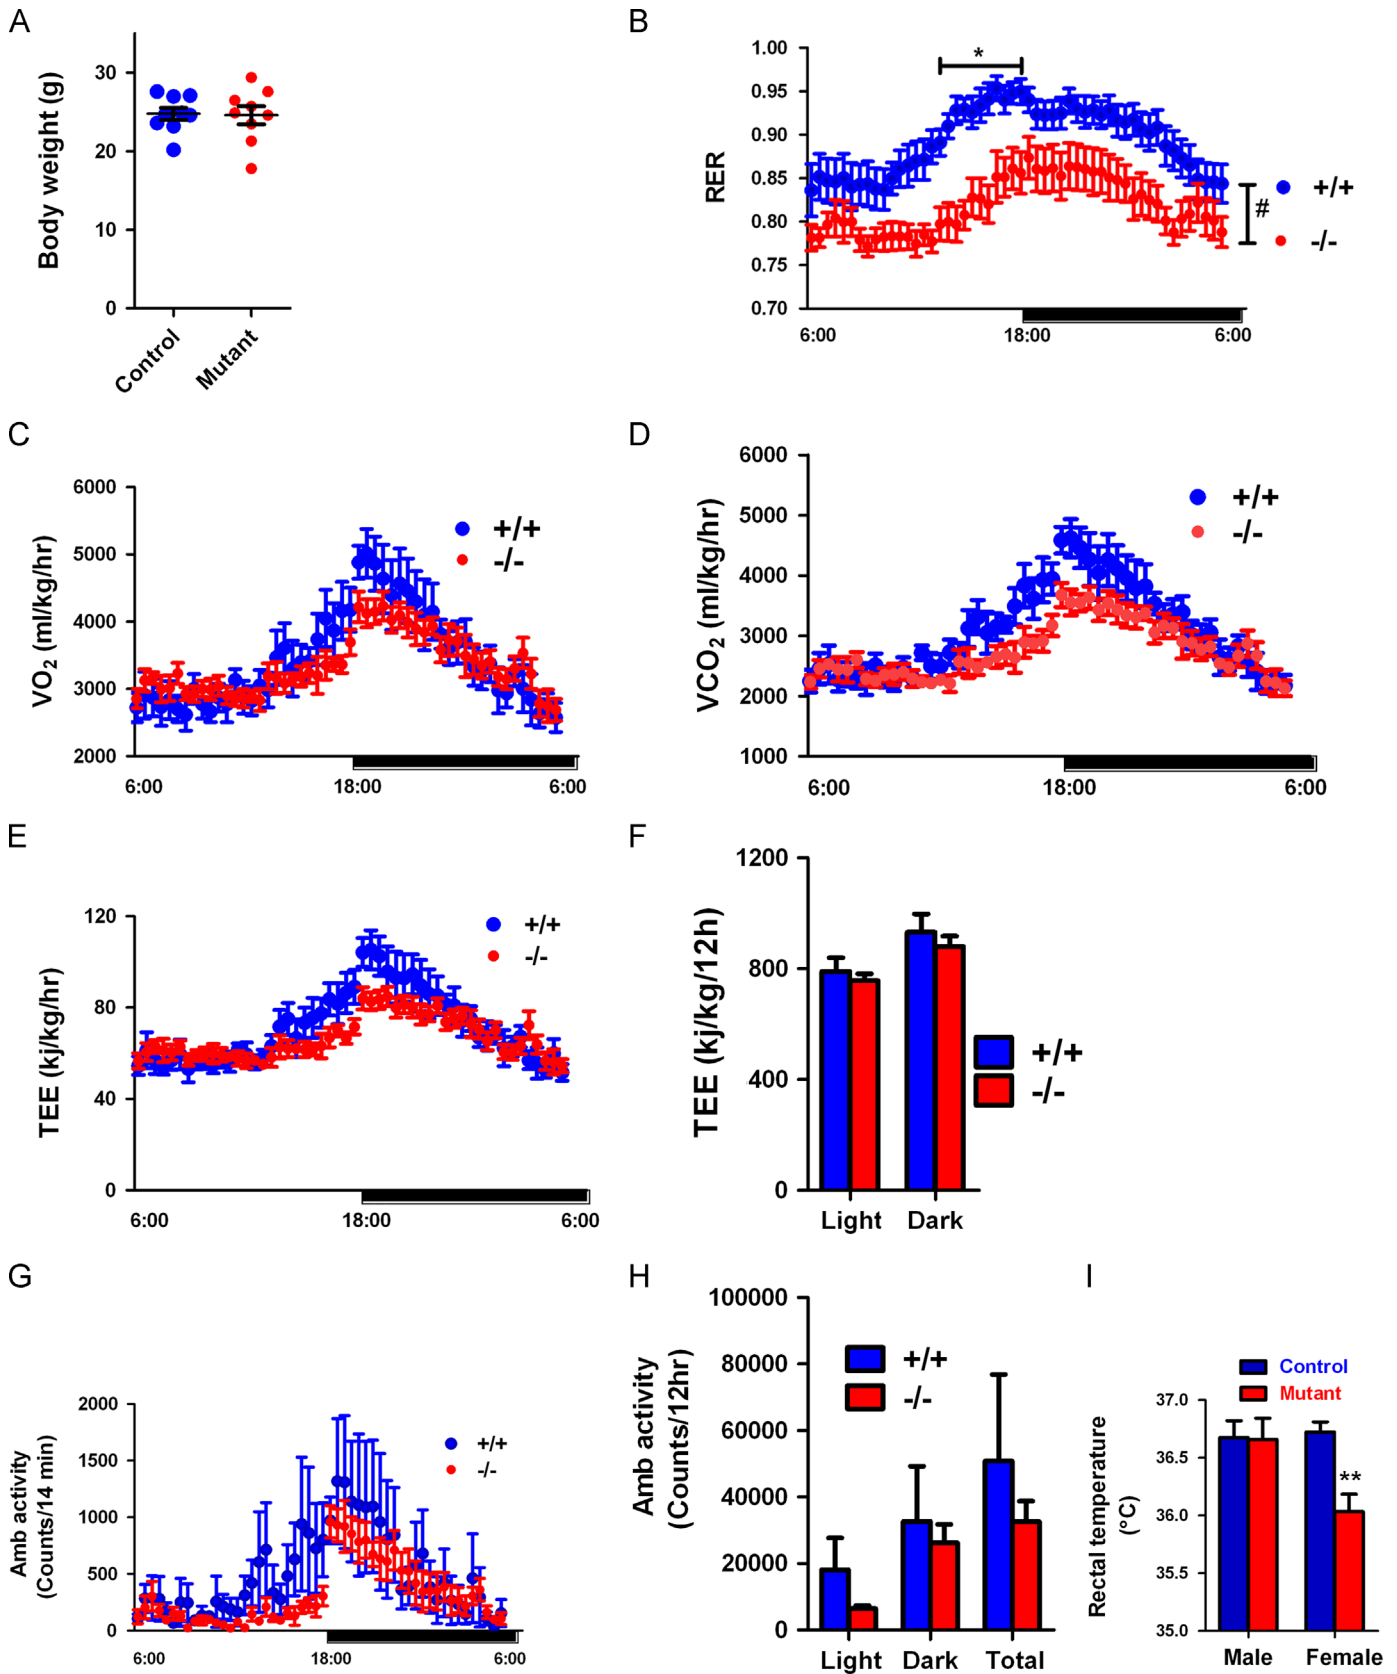 A
Body weight (g)
30
20
10
0
Control
Mutant
B
RER
1.00
0.95
0.90
0.85
0.80
0.75
0.70
*
#
+/+
-/-
6:00
18:00
6:00
C
VO2 (ml/kg/hr)
6000
5000
4000
3000
2000
+/+
-/-
6:00
18:00
6:00
D
VCO2 (ml/kg/hr)
6000
5000
4000
3000
2000
1000
+/+
-/-
6:00
18:00
6:00
E
TEE (kj/kg/hr)
120
80
40
0
+/+
-/-
6:00
18:00
6:00
F
TEE (kj/kg/12h)
1200
800
400
0
+/+
-/-
Light
Dark
G
Amb activity
(Counts/14 min)
2000
1500
1000
500
0
+/+
-/-
6:00
18:00
6:00
H
Amb activity
(Counts/12hr)
100000
80000
60000
40000
20000
0
+/+
-/-
Light
Dark
Total
I
Control
Mutant
Rectal temperature
(°C)
37.0
36.5
36.0
35.5
35.0
**
Male
Female